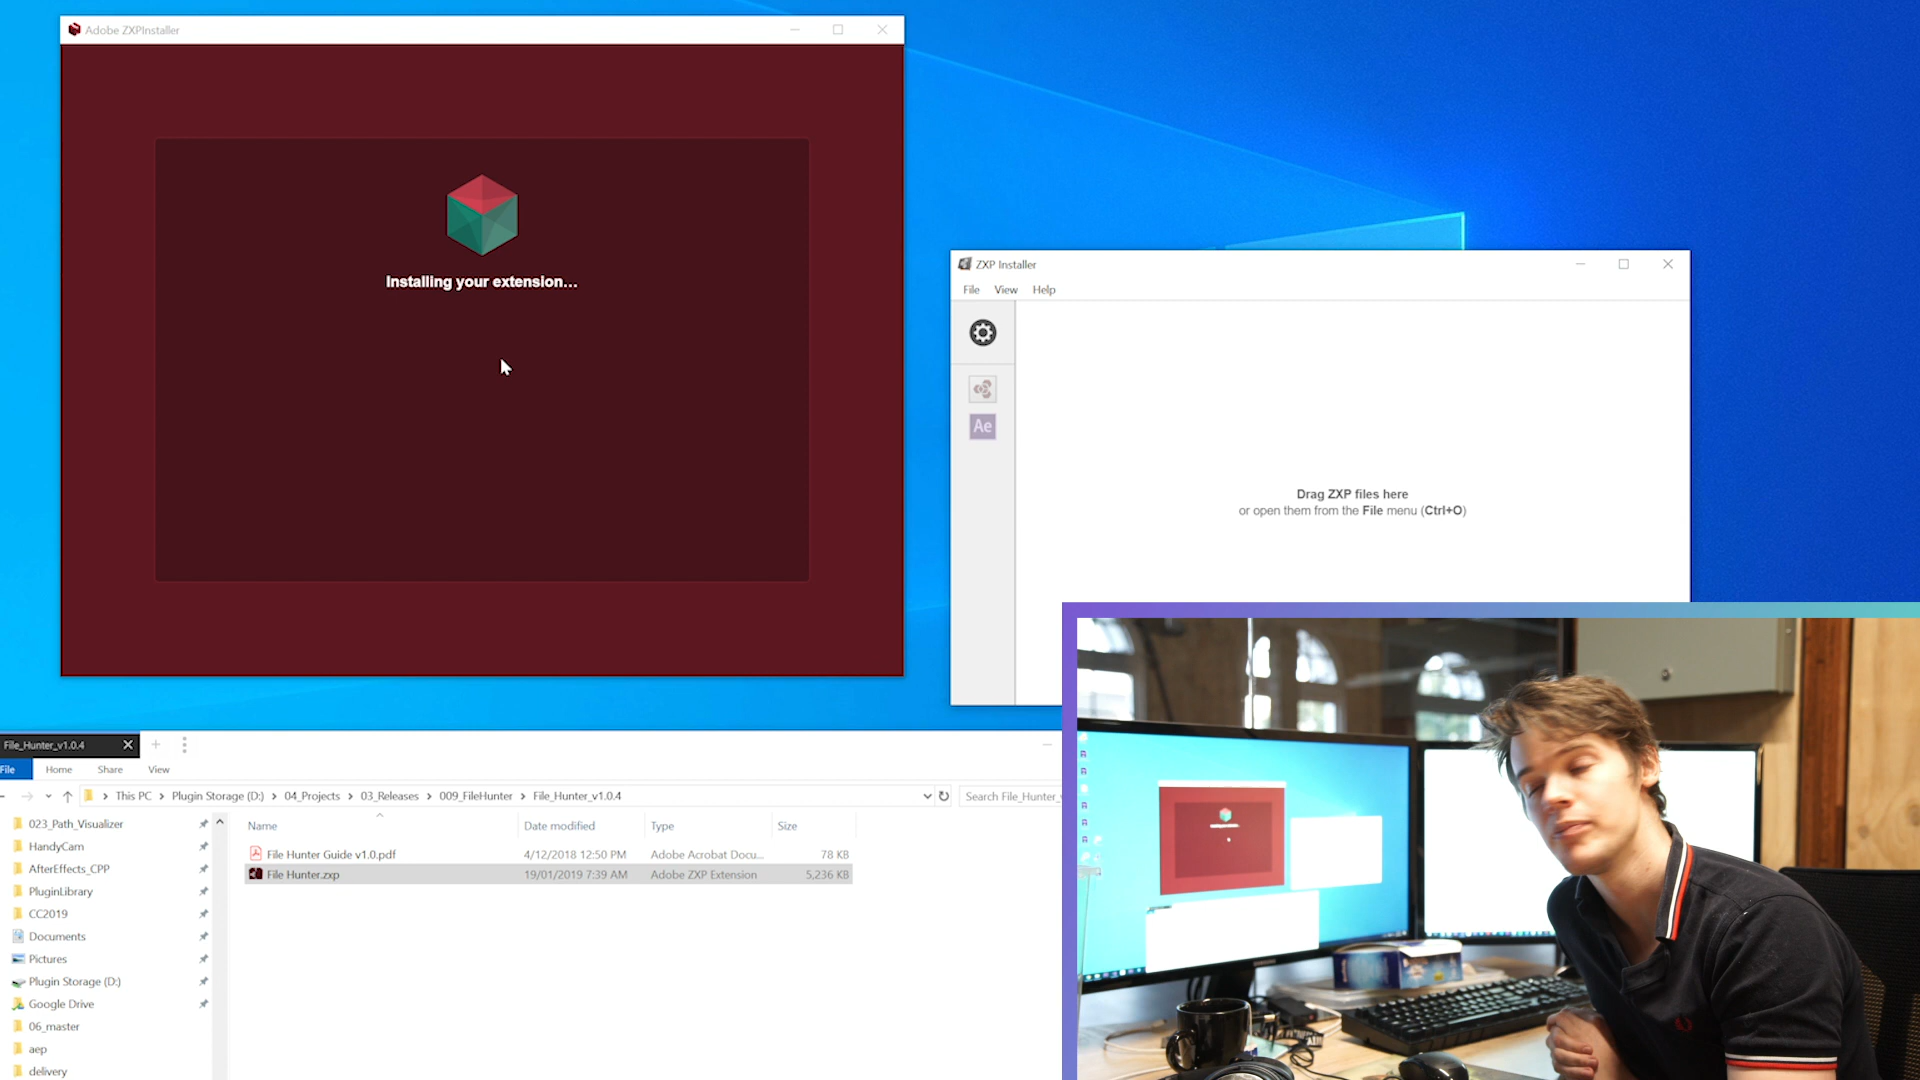 Adobe ZXPInstaller
Installing your extension...
ZXP Installer
File View Help
Ae
Drag ZXP files here
or open them from the File menu (Ctrl+O)
File_Hunter_v1.0.4
File Home Share View
This PC > Plugin Storage (D:) > 04_Projects > 03_Releases > 009_FileHunter > File_Hunter_v1.0.4
Search File_Hunter_
Name Date modified Type Size
File Hunter Guide v1.0.pdf 4/12/2018 12:50 PM Adobe Acrobat Docu... 78 KB
File Hunter.zxp 19/01/2019 7:39 AM Adobe ZXP Extension 5,236 KB
023_Path_Visualizer
HandyCam
AfterEffects_CPP
PluginLibrary
CC2019
Documents
Pictures
Plugin Storage (D:)
Google Drive
06_master
aep
delivery